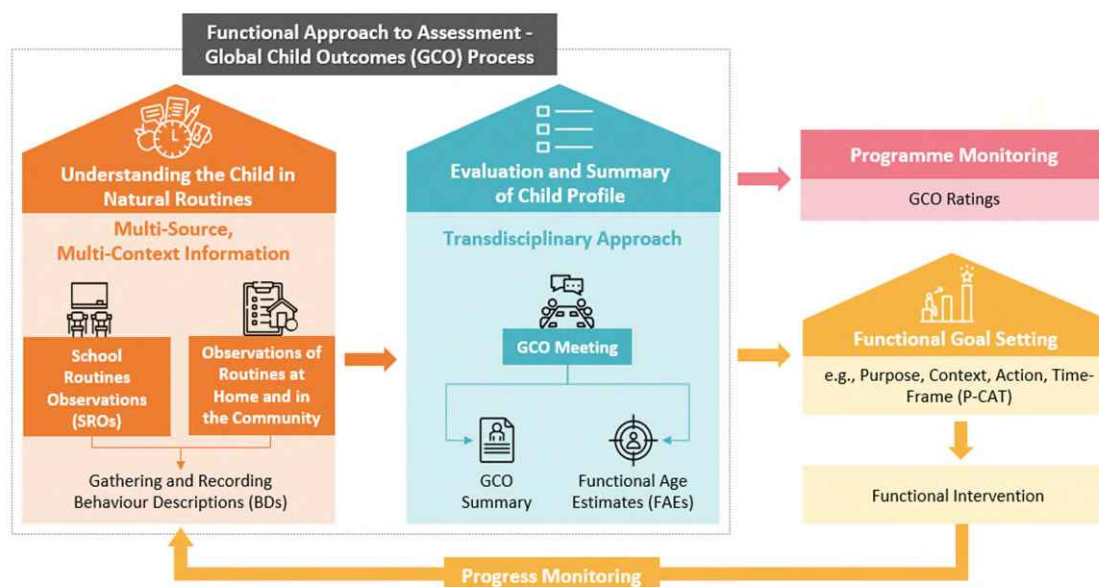 Functional Approach to Assessment -
Global Child Outcomes (GCO) Process
Understanding the Child in
Natural Routines
Multi-Source,
Multi-Context Information
School
Routines
Observations
(SROs)
Observations of
Routines at
Home and in
the Community
Gathering and Recording
Behaviour Descriptions (BDs)
Evaluation and Summary
of Child Profile
Transdisciplinary Approach
GCO Meeting
GCO
Summary
Functional Age
Estimates (FAEs)
Programme Monitoring
GCO Ratings
Functional Goal Setting
e.g., Purpose, Context, Action, Time-
Frame (P-CAT)
Functional Intervention
Progress Monitoring